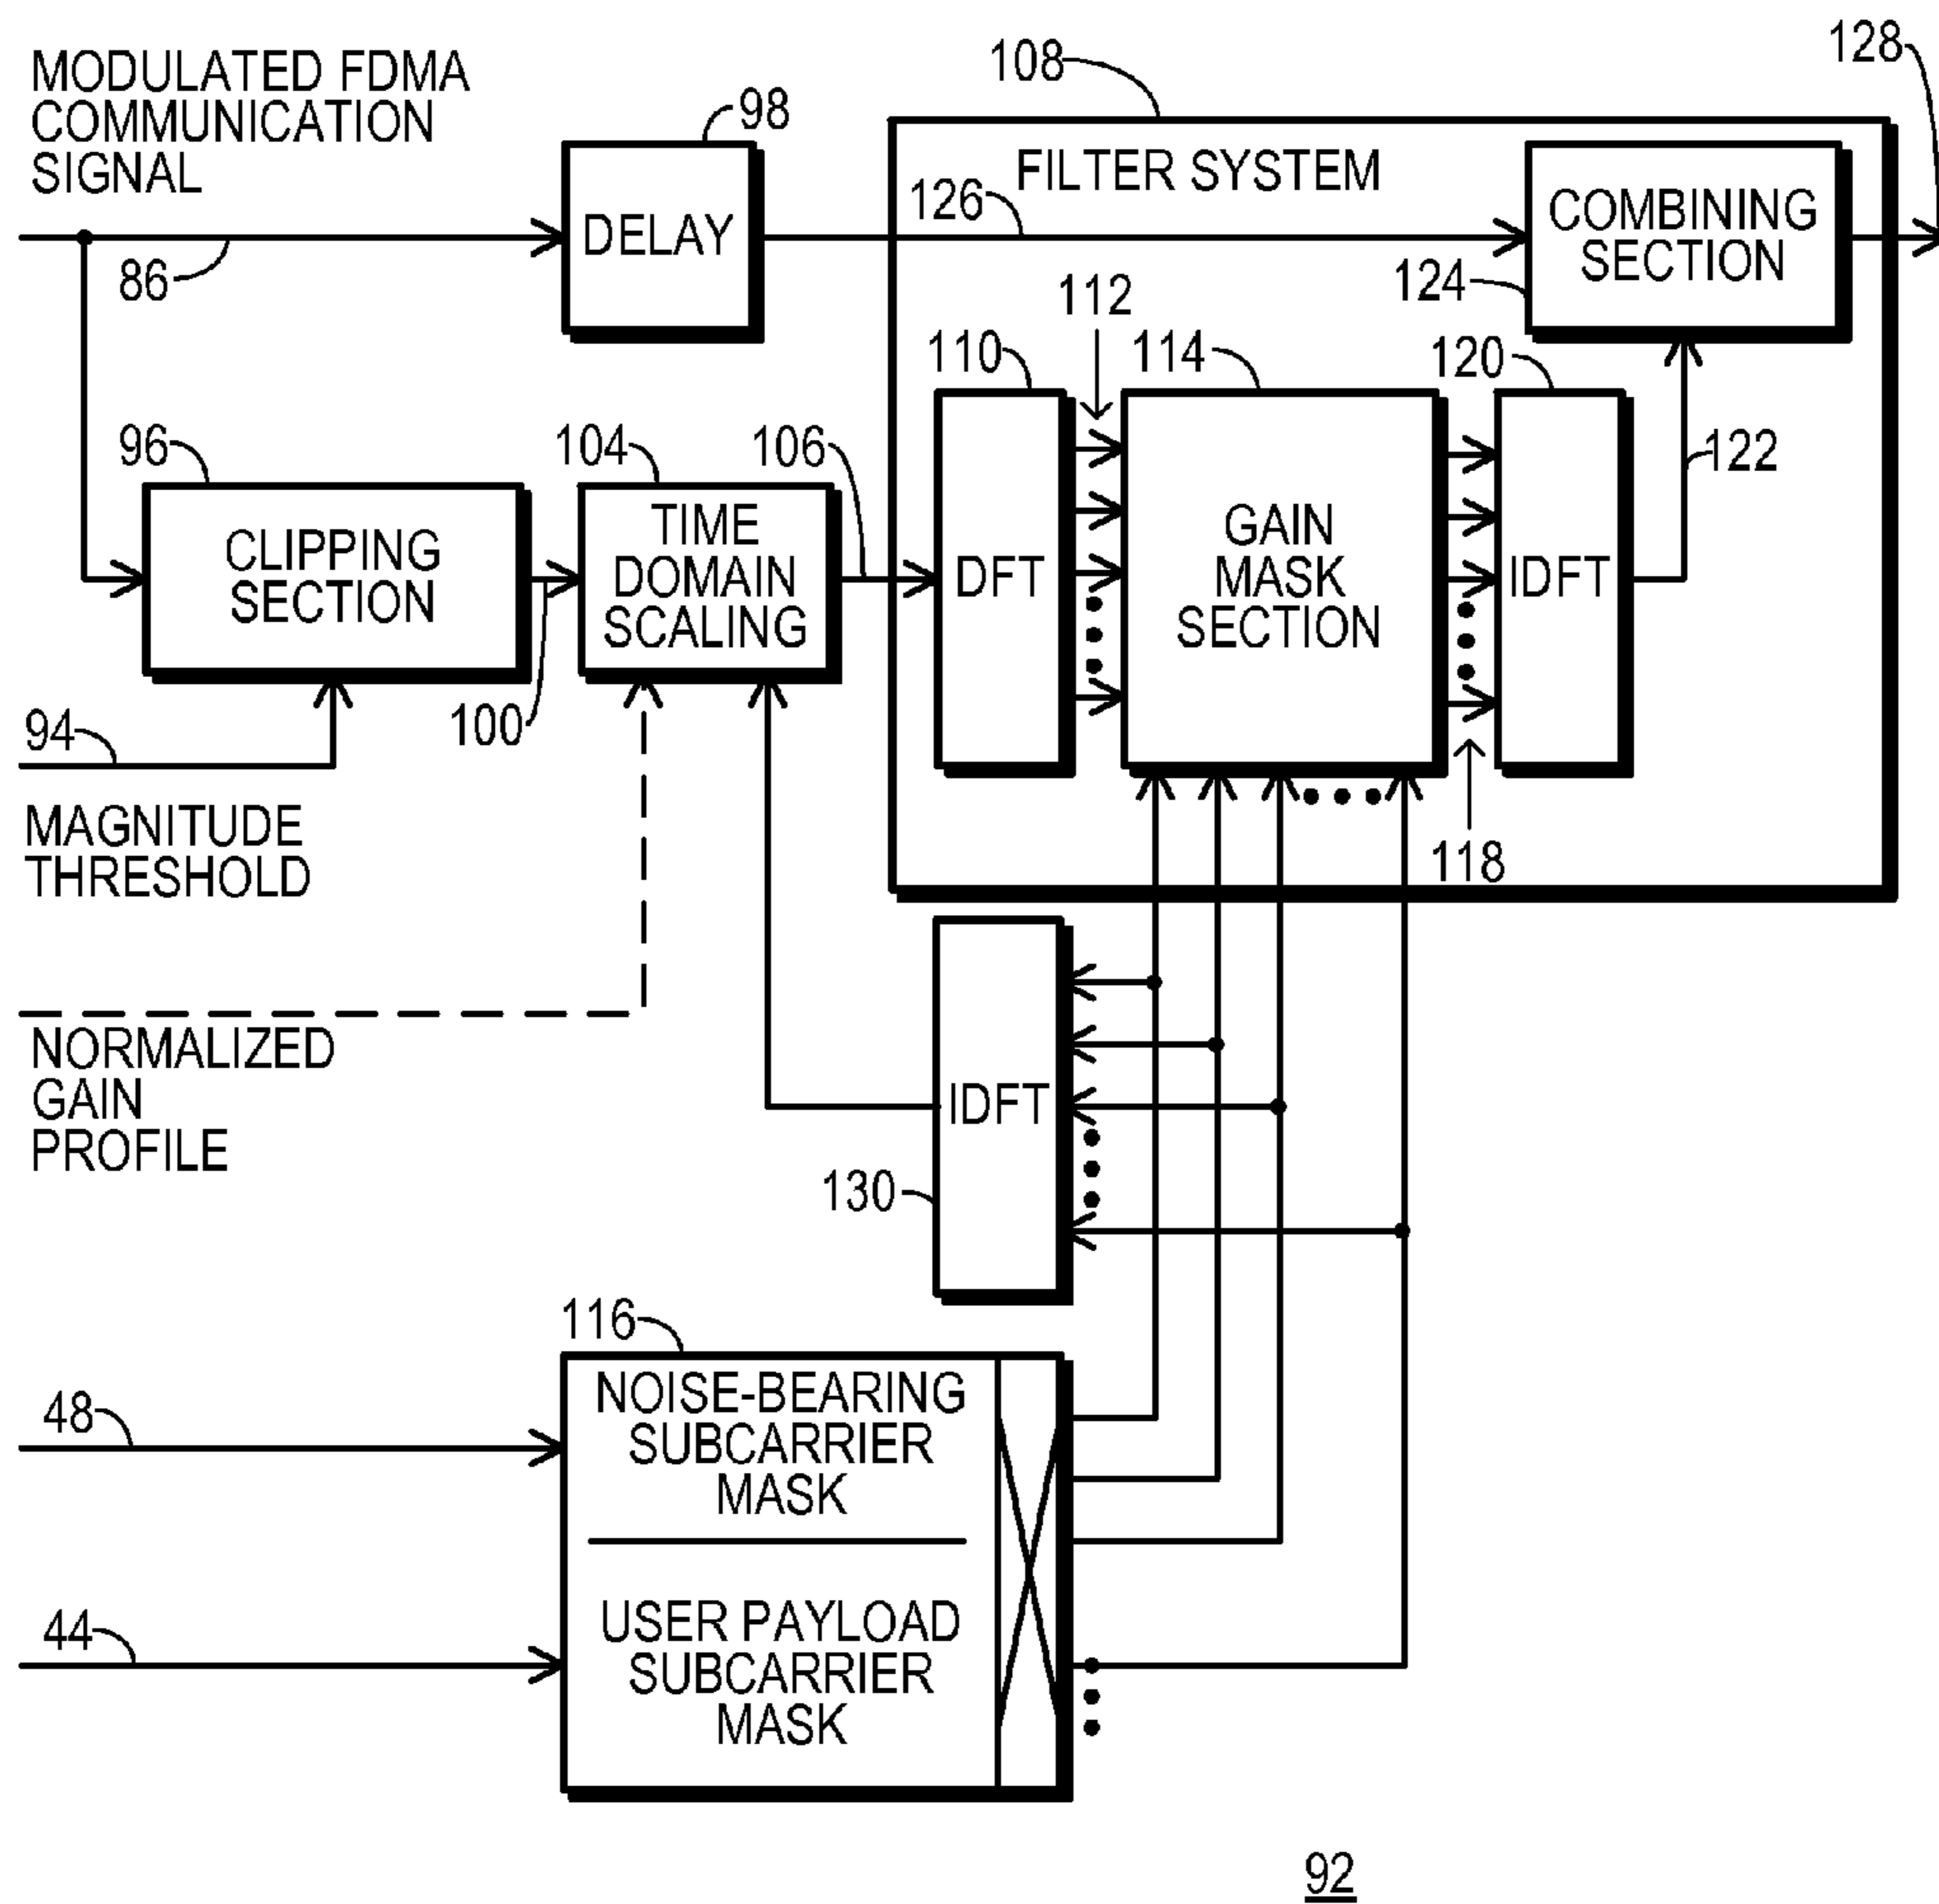 MODULATED FDMA
COMMUNICATION
SIGNAL
86
98
DELAY
108
128
FILTER SYSTEM
126
COMBINING
SECTION
124
112
110
114
120
122
96
CLIPPING
SECTION
104
TIME
DOMAIN
SCALING
106
DFT
GAIN
MASK
SECTION
IDFT
100
94
MAGNITUDE
THRESHOLD
118
NORMALIZED
GAIN
PROFILE
IDFT
130
116
NOISE-BEARING
SUBCARRIER
MASK
48
USER PAYLOAD
SUBCARRIER
MASK
44
92